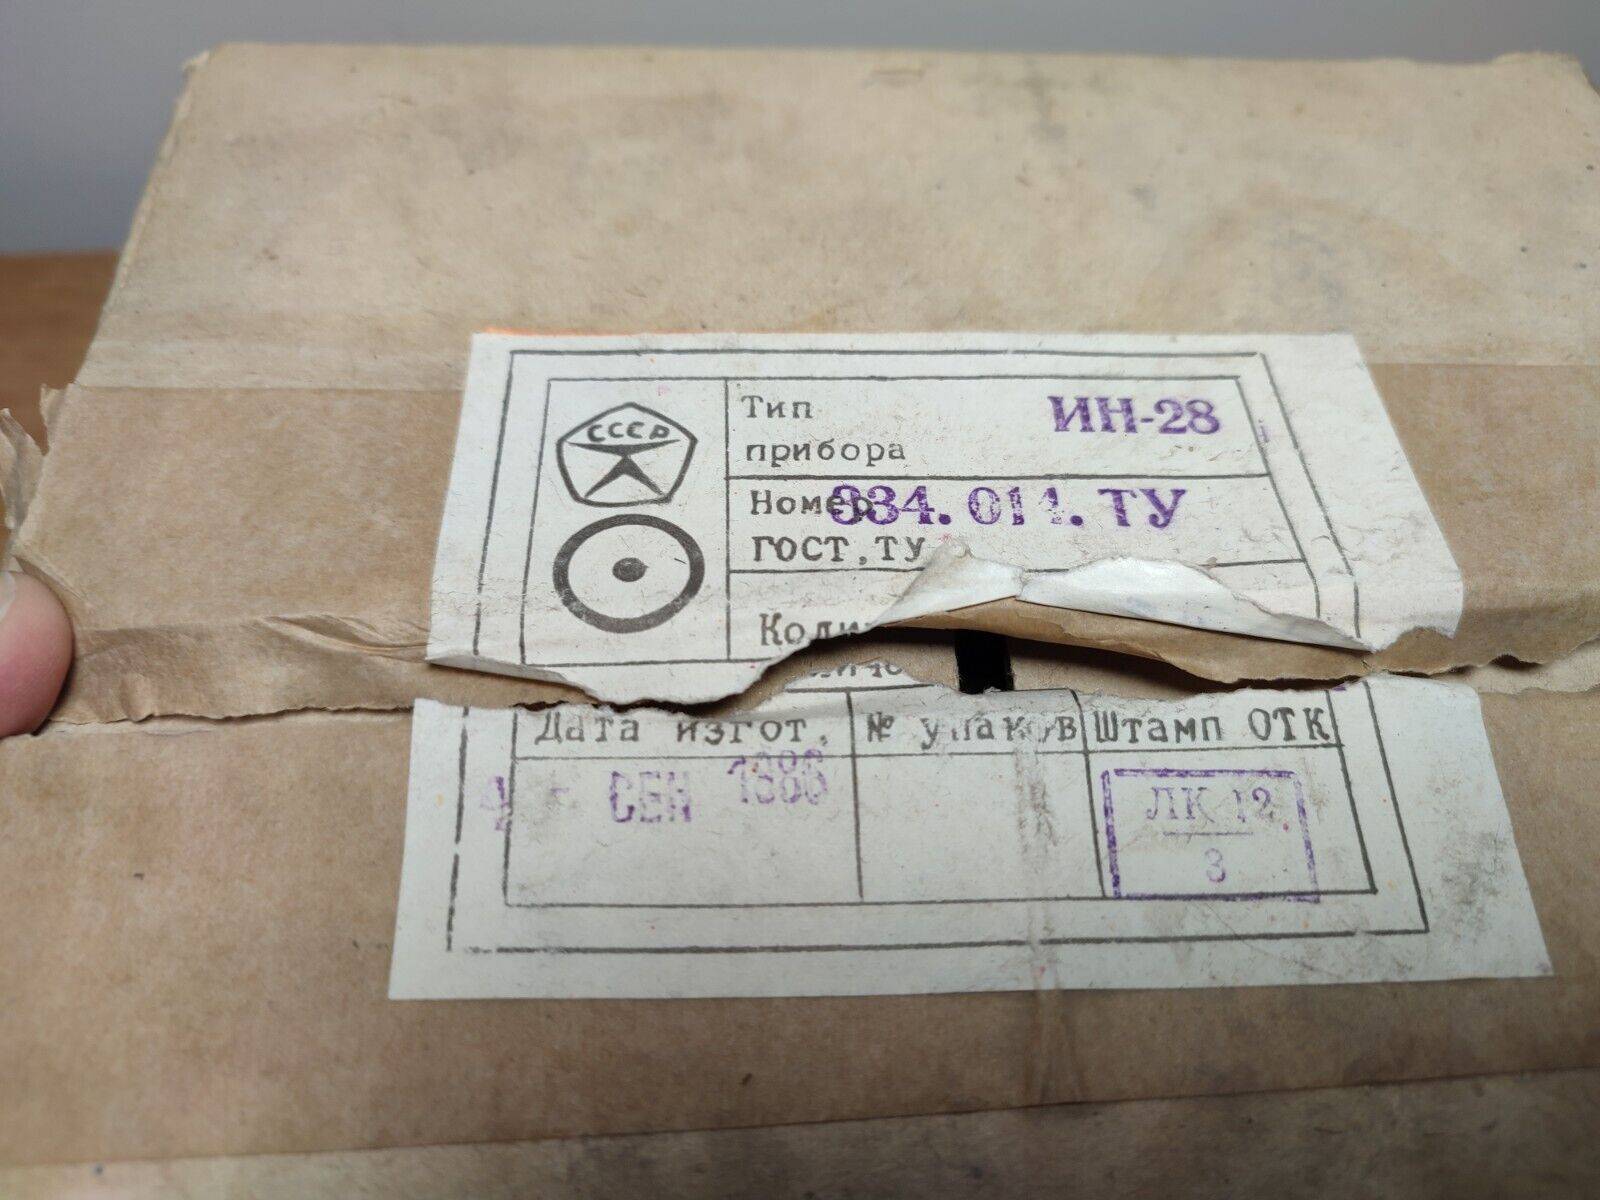 СССР
Тип ИН-28
прибора
Номер 334.011.ТУ
ГОСТ,ТУ
Дата изгот. № упаков Штамп ОТК
СЕН 1986
ЛК 12
3